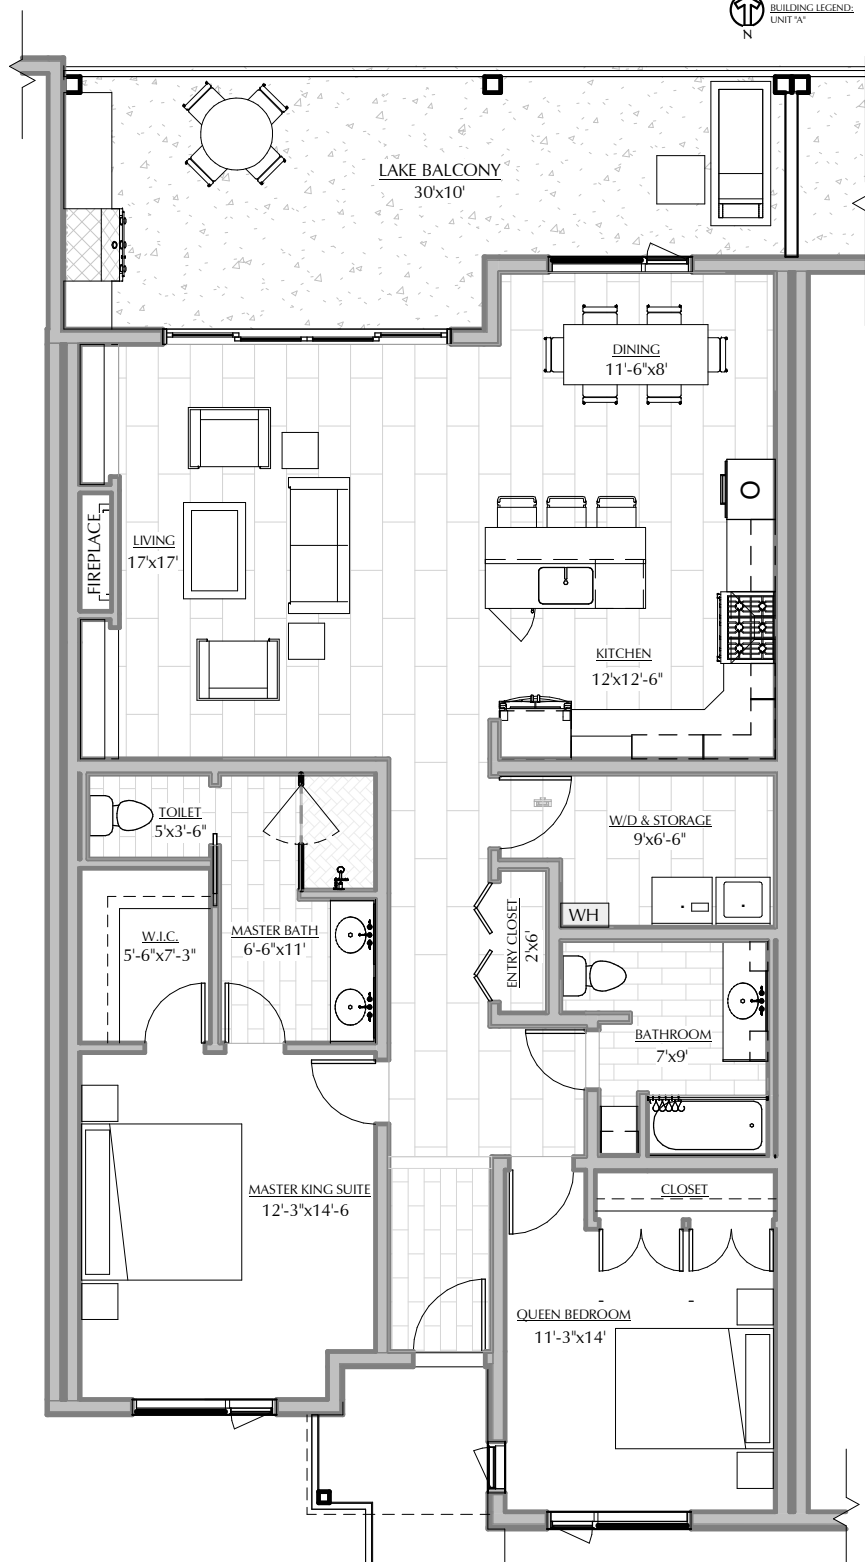 BUILDING LEGEND:
UNIT "A"
N
LAKE BALCONY
30'x10'
DINING
11'-6"x8'
FIREPLACE
LIVING
17'x17'
KITCHEN
12'x12'-6"
TOILET
5'x3'-6"
W/D & STORAGE
9'x6'-6"
WH
W.I.C.
5'-6"x7'-3"
MASTER BATH
6'-6"x11'
ENTRY CLOSET
2'x6'
BATHROOM
7'x9'
MASTER KING SUITE
12'-3"x14'-6
CLOSET
QUEEN BEDROOM
11'-3"x14'